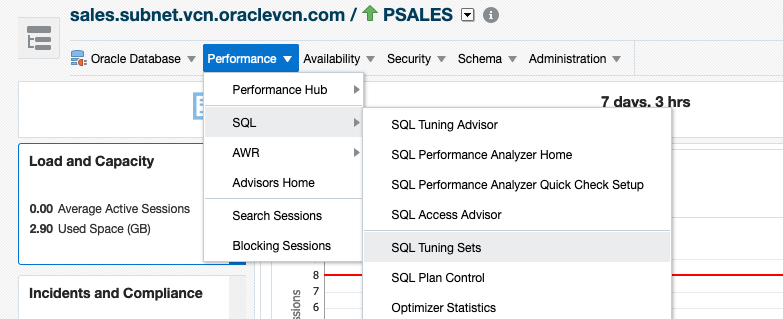 sales.subnet.vcn.oraclevcn.com / PSALES
Oracle Database Performance Availability Security Schema Administration
7 days, 3 hrs
Performance Hub
SQL
AWR
Advisors Home
Search Sessions
Blocking Sessions
SQL Tuning Advisor
SQL Performance Analyzer Home
SQL Performance Analyzer Quick Check Setup
SQL Access Advisor
SQL Tuning Sets
SQL Plan Control
Optimizer Statistics
Load and Capacity
0.00 Average Active Sessions
2.90 Used Space (GB)
Incidents and Compliance
8
7
6